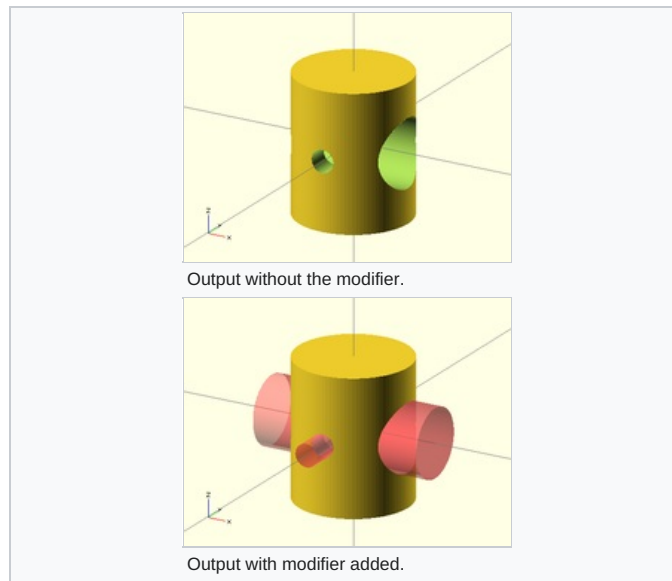 z
x
Output without the modifier.
z
x
Output with modifier added.